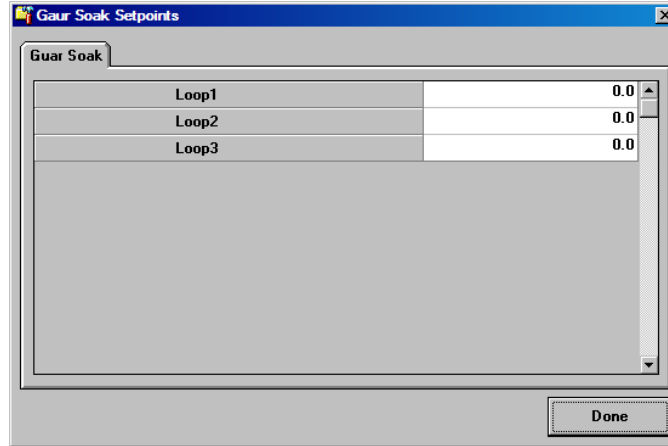 Gaur Soak Setpoints
Guar Soak
Loop1 0.0
Loop2 0.0
Loop3 0.0
Done